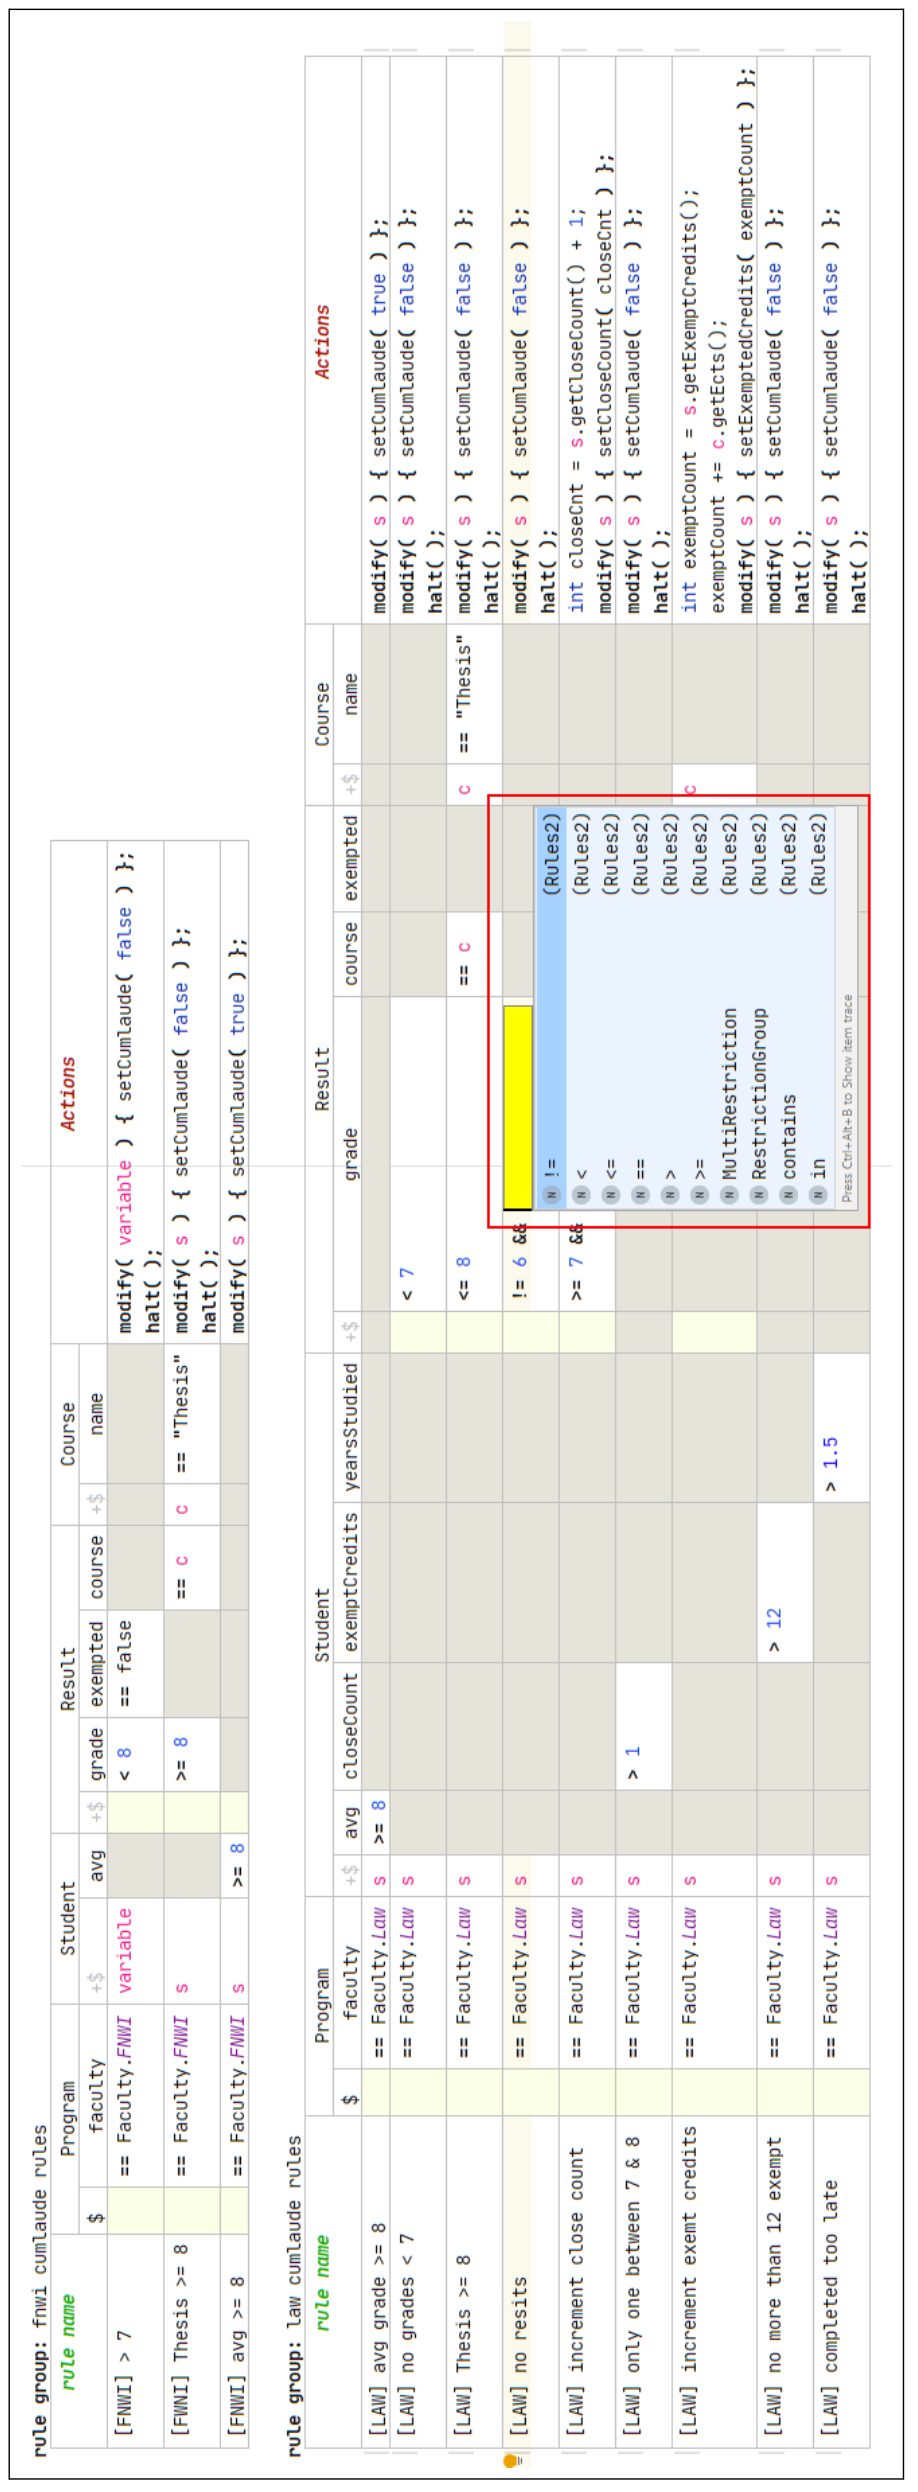 rule group: fnwi cumlaude rules
rule name Program Student Result Course Actions
$ faculty +$ avg +$ grade exempted course +$ name
[FNWI] > 7 == Faculty.FNWI variable < 8 == false modify( variable ) { setCumlaude( false ) };
halt( );
[FWNI] Thesis >= 8 == Faculty.FNWI s >= 8 == c c == "Thesis" modify( s ) { setCumlaude( false ) };
halt( );
[FNWI] avg >= 8 == Faculty.FNWI s >= 8 modify( s ) { setCumlaude( true ) };
rule group: law cumlaude rules
rule name Program Student Result Course Actions
$ faculty +$ avg closeCount exemptCredits yearsStudied +$ grade course exempted +$ name
[LAW] avg grade >= 8 == Faculty.Law s >= 8 modify( s ) { setCumlaude( true ) };
[LAW] no grades < 7 == Faculty.Law s < 7 modify( s ) { setCumlaude( false ) };
halt( );
[LAW] Thesis >= 8 == Faculty.Law s <= 8 == c c == "Thesis" modify( s ) { setCumlaude( false ) };
halt( );
[LAW] no resits == Faculty.Law s != 6 && modify( s ) { setCumlaude( false ) };
halt( );
[LAW] increment close count == Faculty.Law s >= 7 && int closeCnt = s.getCloseCount() + 1;
modify( s ) { setCloseCount( closeCnt ) };
[LAW] only one between 7 & 8 == Faculty.Law s > 1 modify( s ) { setCumlaude( false ) };
halt( );
[LAW] increment exemt credits == Faculty.Law s c int exemptCount = s.getExemptCredits();
exemptCount += c.getEcts();
modify( s ) { setExemptedCredits( exemptCount ) };
[LAW] no more than 12 exempt == Faculty.Law s > 12 modify( s ) { setCumlaude( false ) };
halt( );
[LAW] completed too late == Faculty.Law s > 1.5 modify( s ) { setCumlaude( false ) };
halt( );
N != (Rules2)
N < (Rules2)
N <= (Rules2)
N == (Rules2)
N > (Rules2)
N >= (Rules2)
N MultiRestriction (Rules2)
N RestrictionGroup (Rules2)
N contains (Rules2)
N in (Rules2)
Press Ctrl+Alt+B to Show item trace